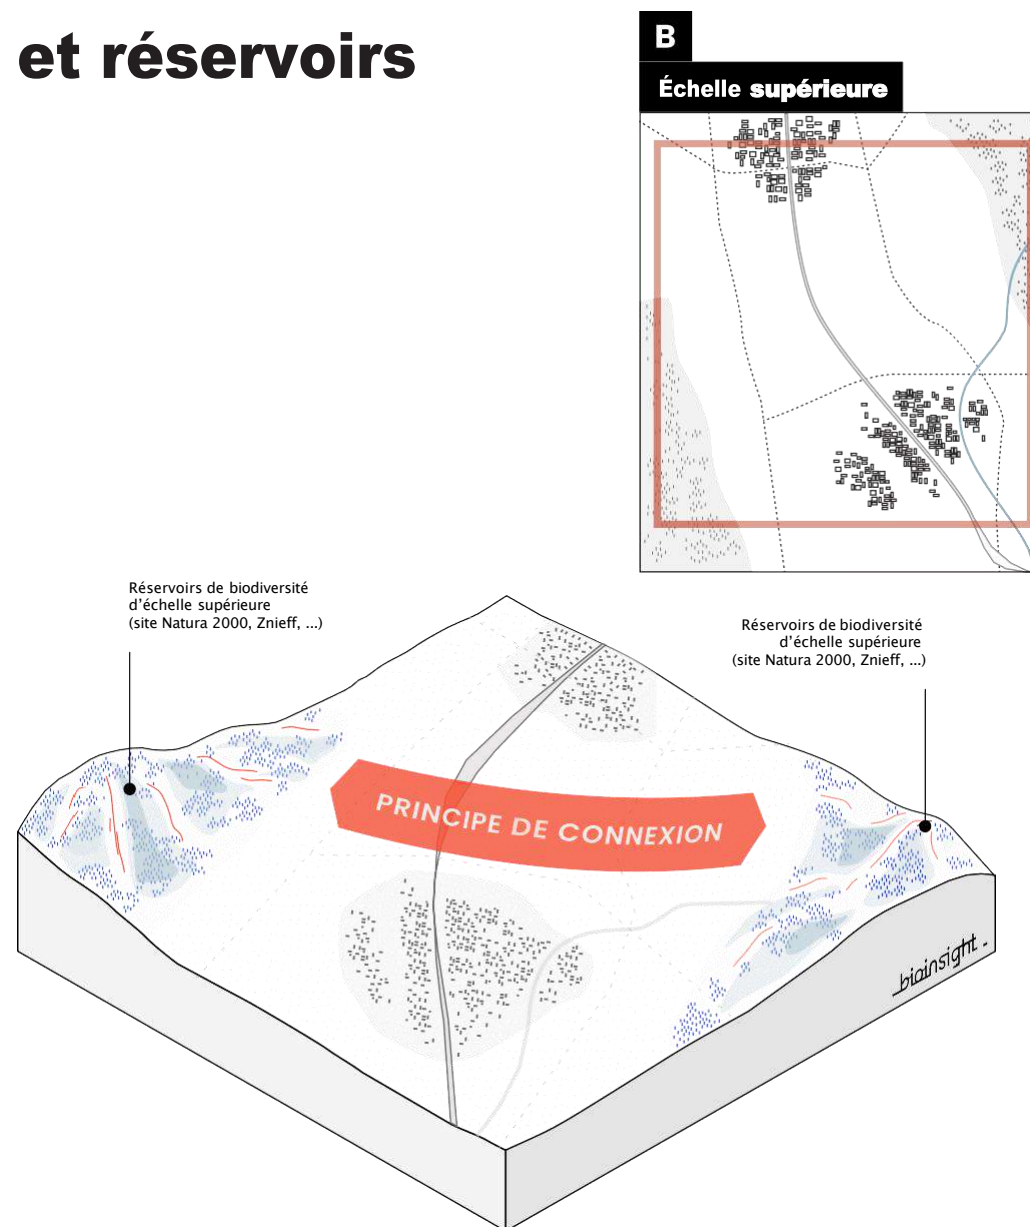 et réservoirs
B
Échelle supérieure
Réservoirs de biodiversité
d'échelle supérieure
(site Natura 2000, Znieff, ...)
Réservoirs de biodiversité
d'échelle supérieure
(site Natura 2000, Znieff, ...)
PRINCIPE DE CONNEXION
bioinsight